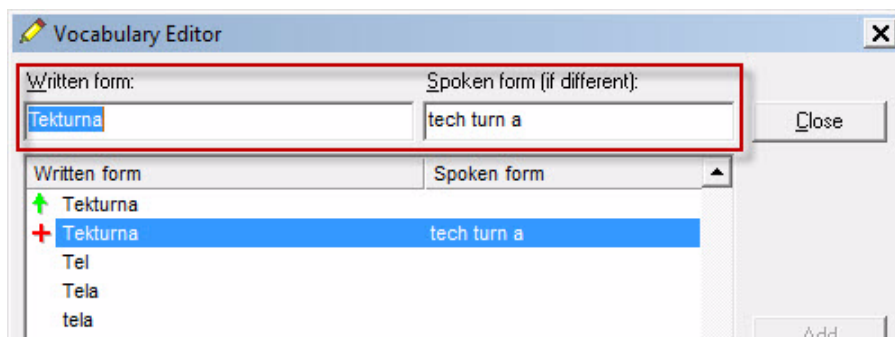 Vocabulary Editor
Written form: Spoken form (if different):
Tekturna tech turn a Close
Written form Spoken form
Tekturna
Tekturna tech turn a
Tel
Tela
tela
Add